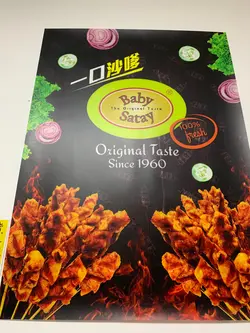 一口沙嗲
Baby
The Original Taste
Satay
100%
fresh
Original Taste
Since 1960